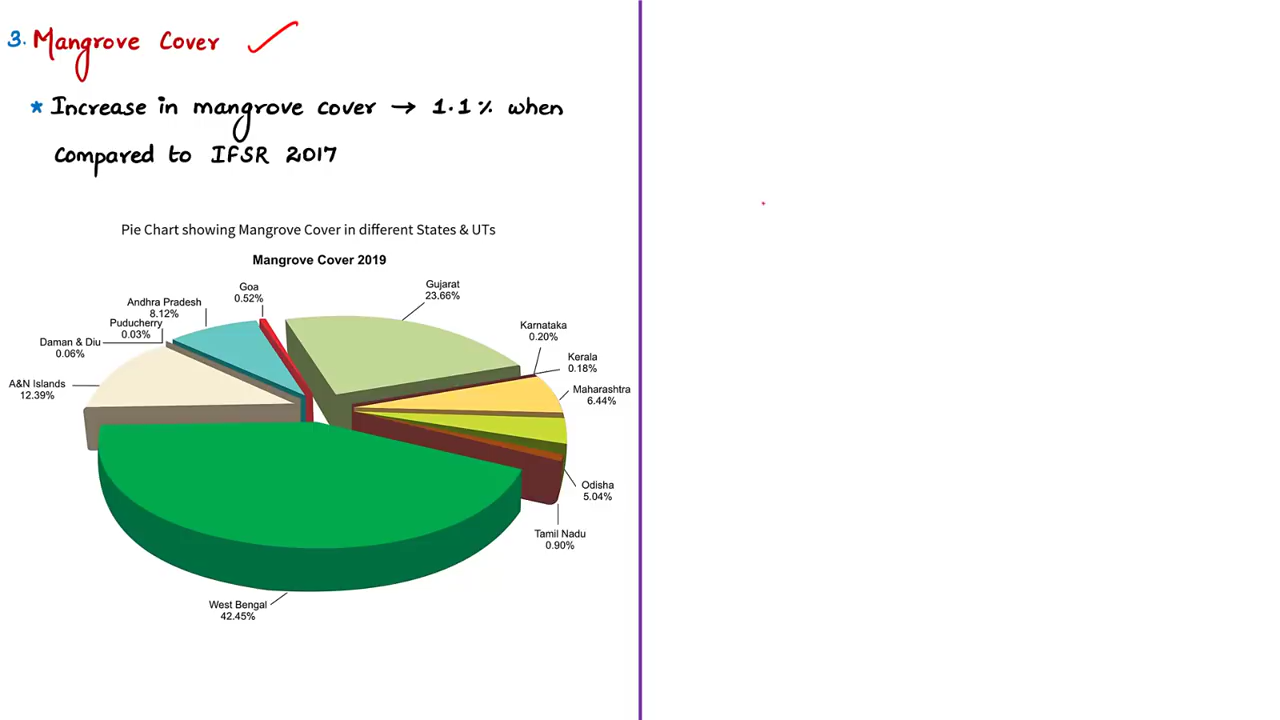 3. Mangrove Cover
* Increase in mangrove cover → 1.1% when
compared to IFSR 2017
Pie Chart showing Mangrove Cover in different States & UTs
Mangrove Cover 2019
Gujarat
23.66%
Goa
0.52%
Andhra Pradesh
8.12%
Puducherry
0.03%
Daman & Diu
0.06%
A&N Islands
12.39%
Karnataka
0.20%
Kerala
0.18%
Maharashtra
6.44%
Odisha
5.04%
Tamil Nadu
0.90%
West Bengal
42.45%